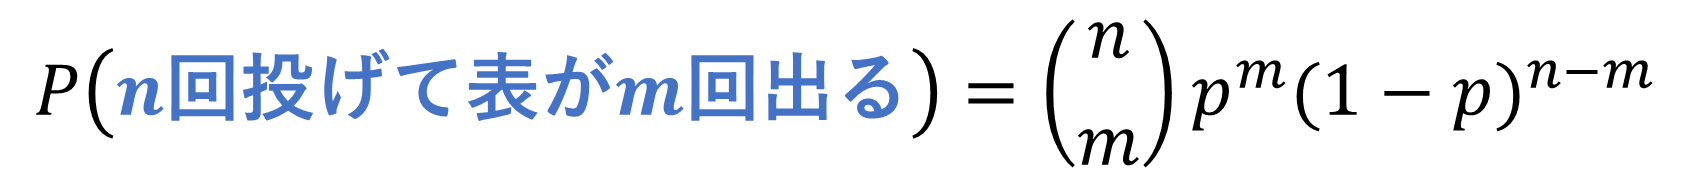 P(n回投げて表がm回出る) = (n m) p^m (1 − p)^{n−m}